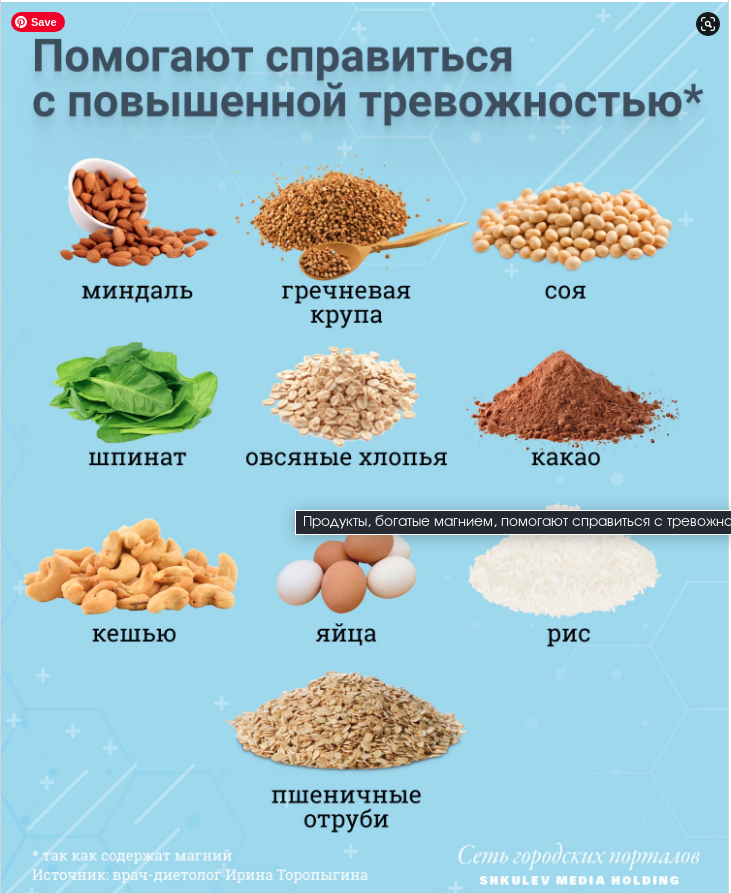 Save
Помогают справиться
с повышенной тревожностью*
миндаль
гречневая
крупа
соя
шпинат
овсяные хлопья
какао
Продукты, богатые магнием, помогают справиться с
кешью
яйца
рис
пшеничные
отруби
* так как содержат магний
Источник: врач-диетолог Ирина Торопыгина
Сеть городских порталов
SHKULEV MEDIA HOLDING